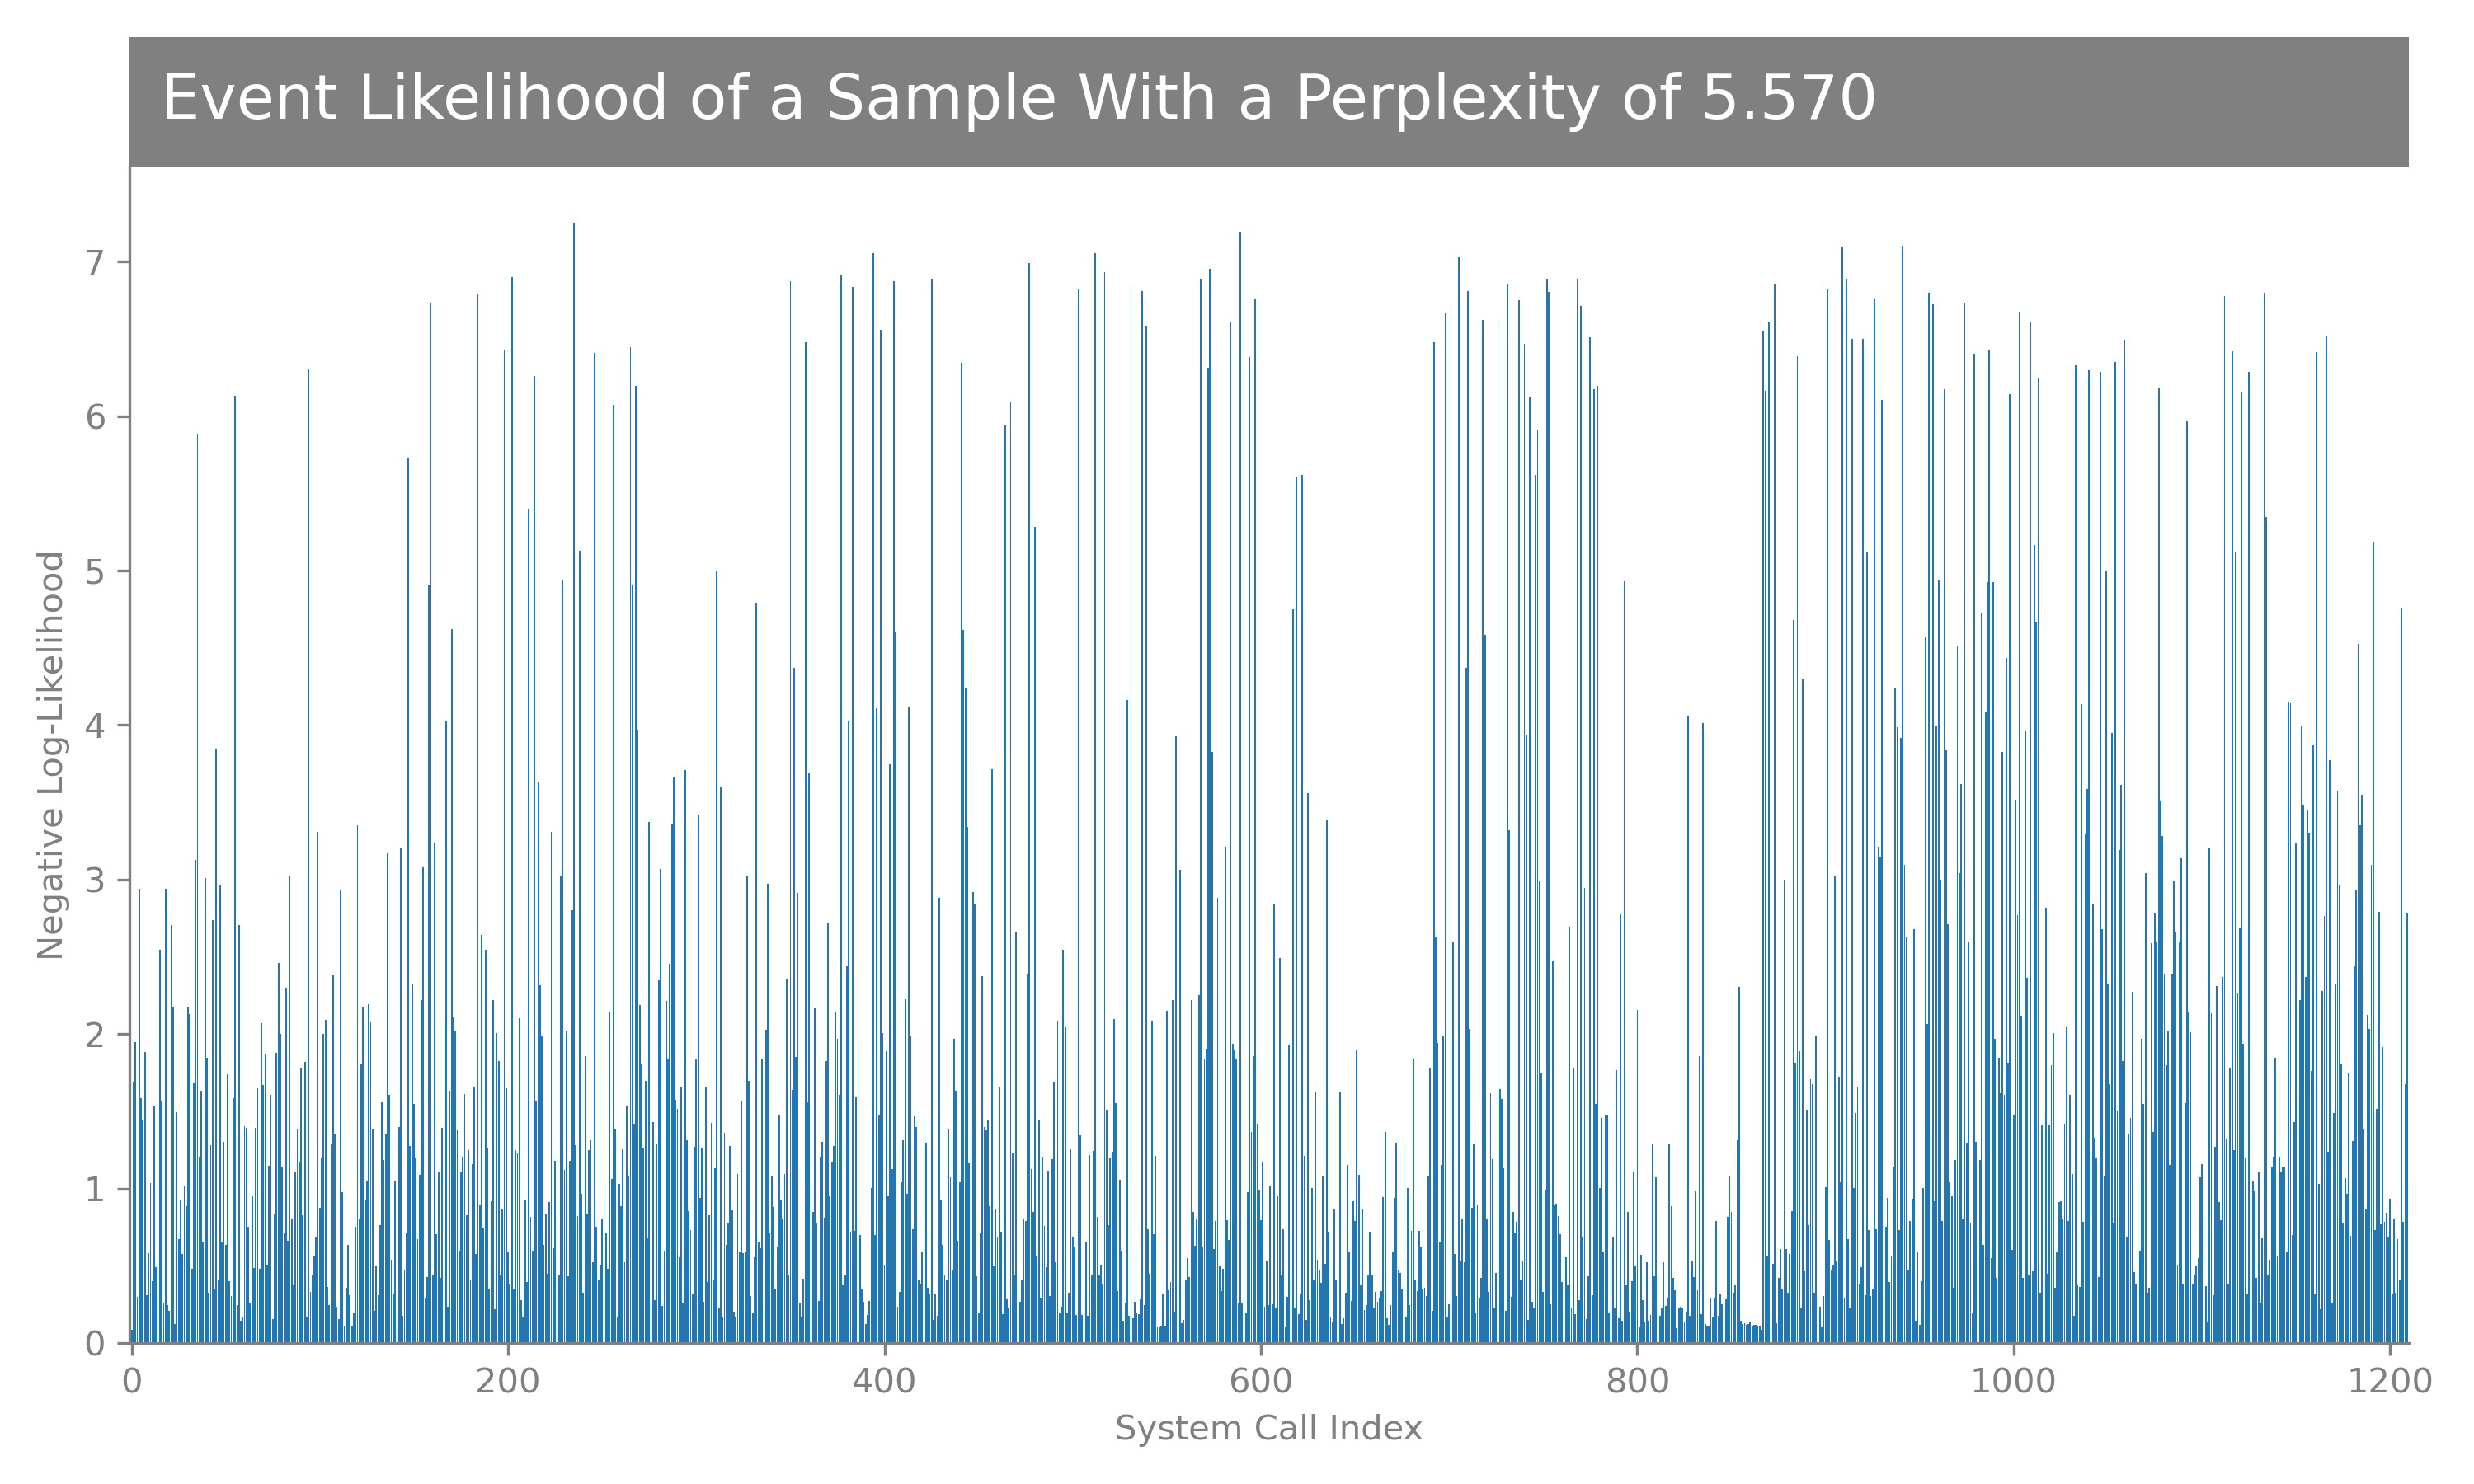 Event Likelihood of a Sample With a Perplexity of 5.570
7
6
5
4
3
2
1
0
Negative Log-Likelihood
0 200 400 600 800 1000 1200
System Call Index